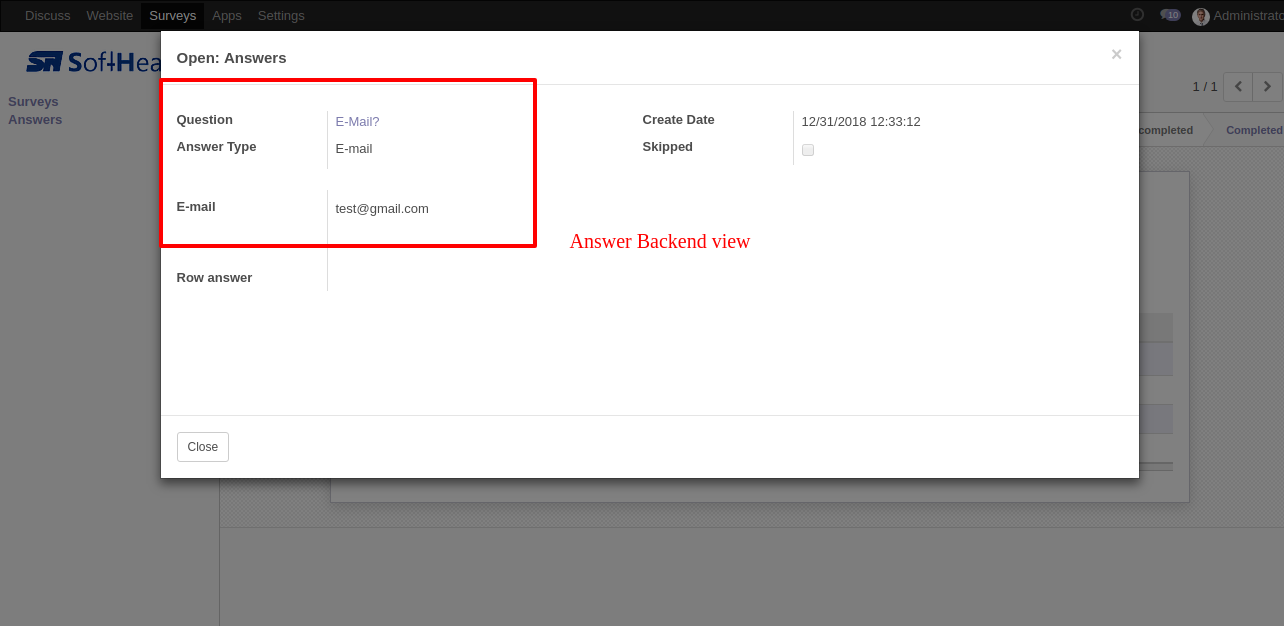 Discuss Website Surveys Apps Settings 10 Administrato
SoftHea
Open: Answers ×
1 / 1
Surveys
Answers
Question E-Mail? Create Date 12/31/2018 12:33:12
Answer Type E-mail Skipped
completed Completed
E-mail test@gmail.com
Answer Backend view
Row answer
Close